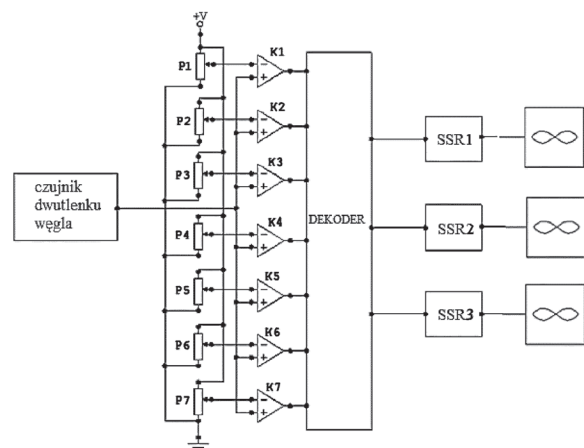 +V
P1
K1
P2
K2
SSR1
P3
K3
czujnik
dwutlenku
węgla
P4
K4
DEKODER
SSR2
P5
K5
SSR3
P6
K6
P7
K7